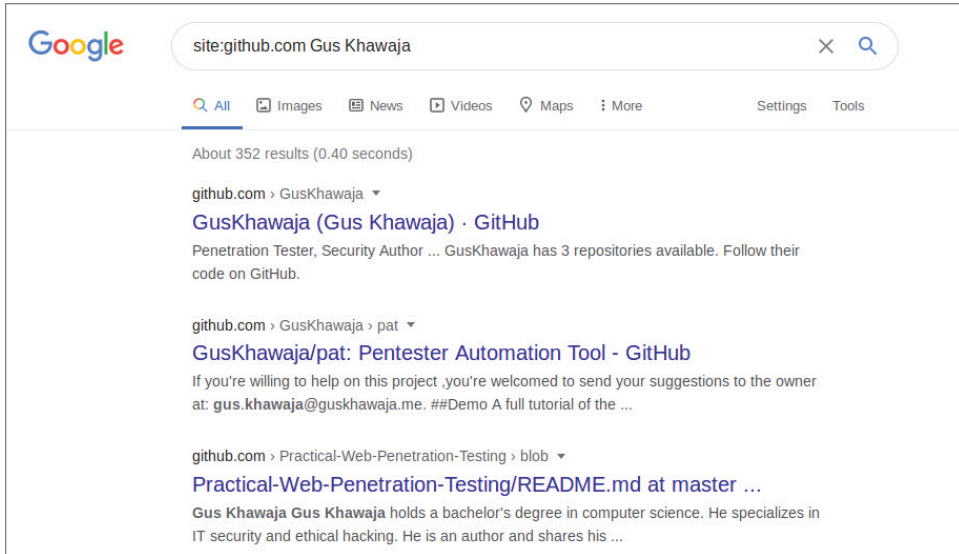 Google
site:github.com Gus Khawaja
All Images News Videos Maps More Settings Tools
About 352 results (0.40 seconds)
github.com › GusKhawaja
GusKhawaja (Gus Khawaja) · GitHub
Penetration Tester, Security Author ... GusKhawaja has 3 repositories available. Follow their
code on GitHub.
github.com › GusKhawaja › pat
GusKhawaja/pat: Pentester Automation Tool - GitHub
If you're willing to help on this project ,you're welcomed to send your suggestions to the owner
at: gus.khawaja@guskhawaja.me. ##Demo A full tutorial of the ...
github.com › Practical-Web-Penetration-Testing › blob
Practical-Web-Penetration-Testing/README.md at master ...
Gus Khawaja Gus Khawaja holds a bachelor's degree in computer science. He specializes in
IT security and ethical hacking. He is an author and shares his ...